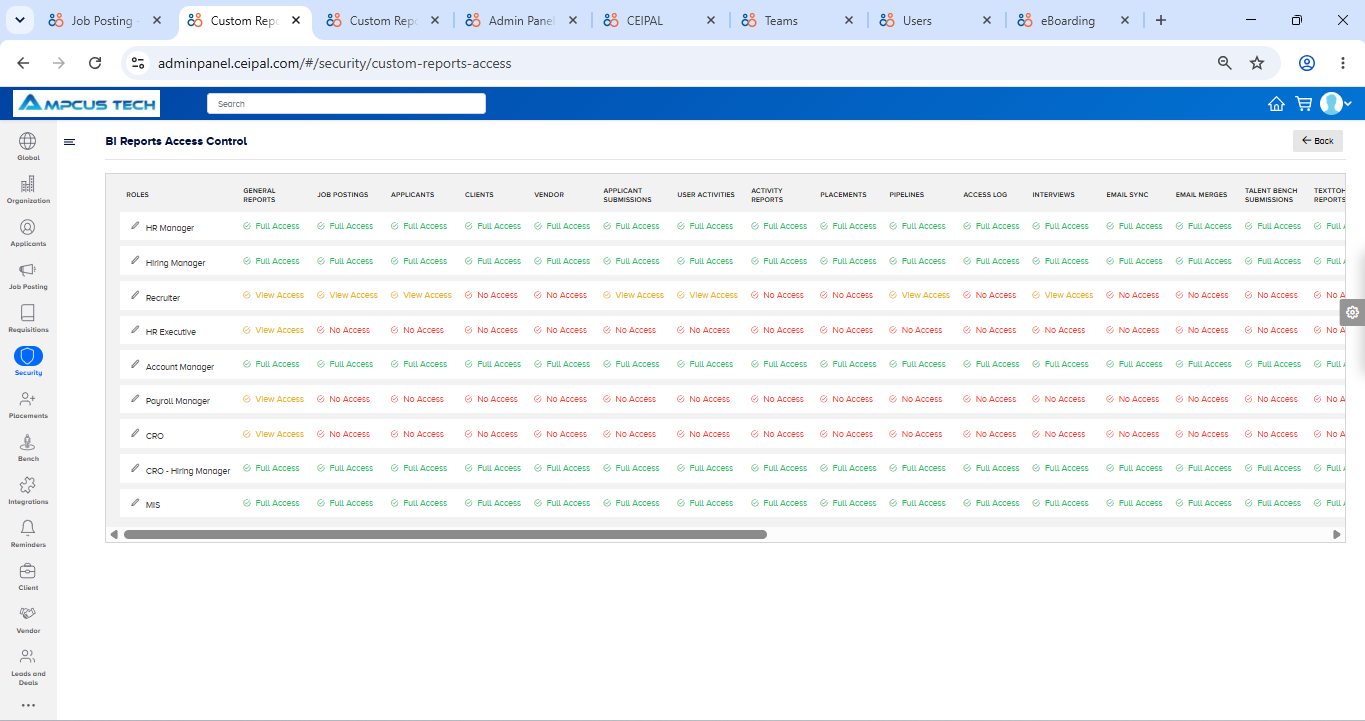 Job Posting -
Custom Repo
Custom Repo
Admin Panel
CEIPAL
Teams
Users
eBoarding
adminpanel.ceipal.com/#/security/custom-reports-access
AMPCUS TECH
Search
Global
Organization
Applicants
Job Posting
Requisitions
Security
Placements
Bench
Integrations
Reminders
Client
Vendor
Leads and
Deals
BI Reports Access Control
Back
ROLES GENERAL REPORTS JOB POSTINGS APPLICANTS CLIENTS VENDOR APPLICANT SUBMISSIONS USER ACTIVITIES ACTIVITY REPORTS PLACEMENTS PIPELINES ACCESS LOG INTERVIEWS EMAIL SYNC EMAIL MERGES TALENT BENCH SUBMISSIONS TEXTTOH REPORTS
HR Manager Full Access Full Access Full Access Full Access Full Access Full Access Full Access Full Access Full Access Full Access Full Access Full Access Full Access Full Access Full Access Full A
Hiring Manager Full Access Full Access Full Access Full Access Full Access Full Access Full Access Full Access Full Access Full Access Full Access Full Access Full Access Full Access Full Access Full A
Recruiter View Access View Access View Access No Access No Access View Access View Access No Access No Access View Access No Access View Access No Access No Access No Access No A
HR Executive View Access No Access No Access No Access No Access No Access No Access No Access No Access No Access No Access No Access No Access No Access No Access No A
Account Manager Full Access Full Access Full Access Full Access Full Access Full Access Full Access Full Access Full Access Full Access Full Access Full Access Full Access Full Access Full Access Full A
Payroll Manager View Access No Access No Access No Access No Access No Access No Access No Access No Access No Access No Access No Access No Access No Access No Access No A
CRO View Access No Access No Access No Access No Access No Access No Access No Access No Access No Access No Access No Access No Access No Access No Access No A
CRO - Hiring Manager Full Access Full Access Full Access Full Access Full Access Full Access Full Access Full Access Full Access Full Access Full Access Full Access Full Access Full Access Full Access Full A
MIS Full Access Full Access Full Access Full Access Full Access Full Access Full Access Full Access Full Access Full Access Full Access Full Access Full Access Full Access Full Access Full A